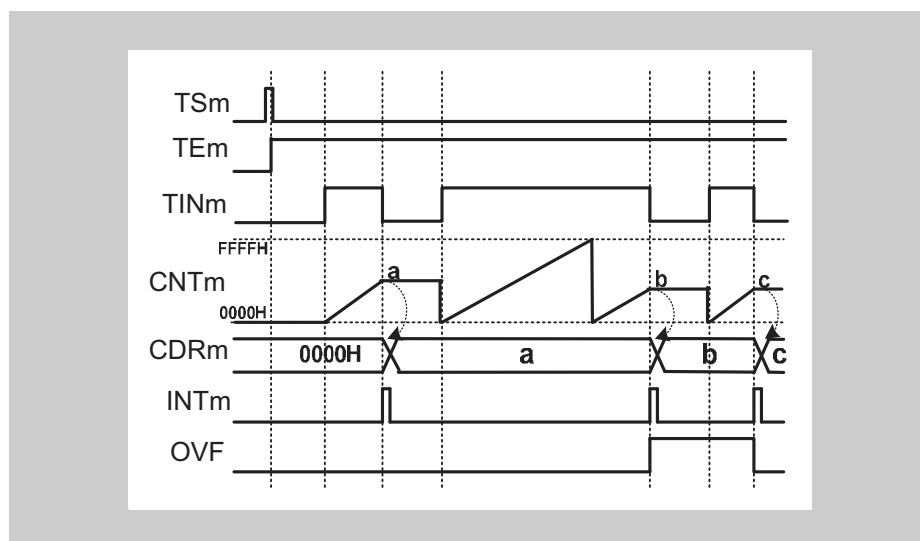 TSm
TEm
TINm
FFFFH
CNTm
a
b
c
0000H
CDRm
0000H
a
b
c
INTm
OVF